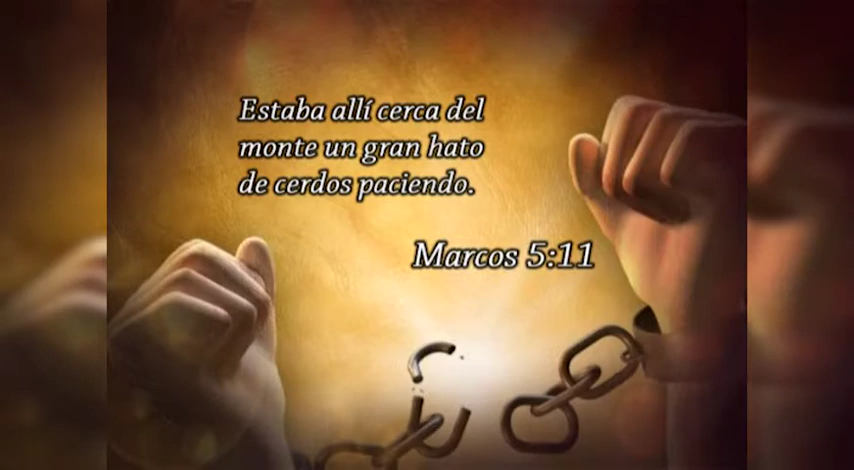 Estaba allí cerca del
monte un gran hato
de cerdos paciendo.
Marcos 5:11